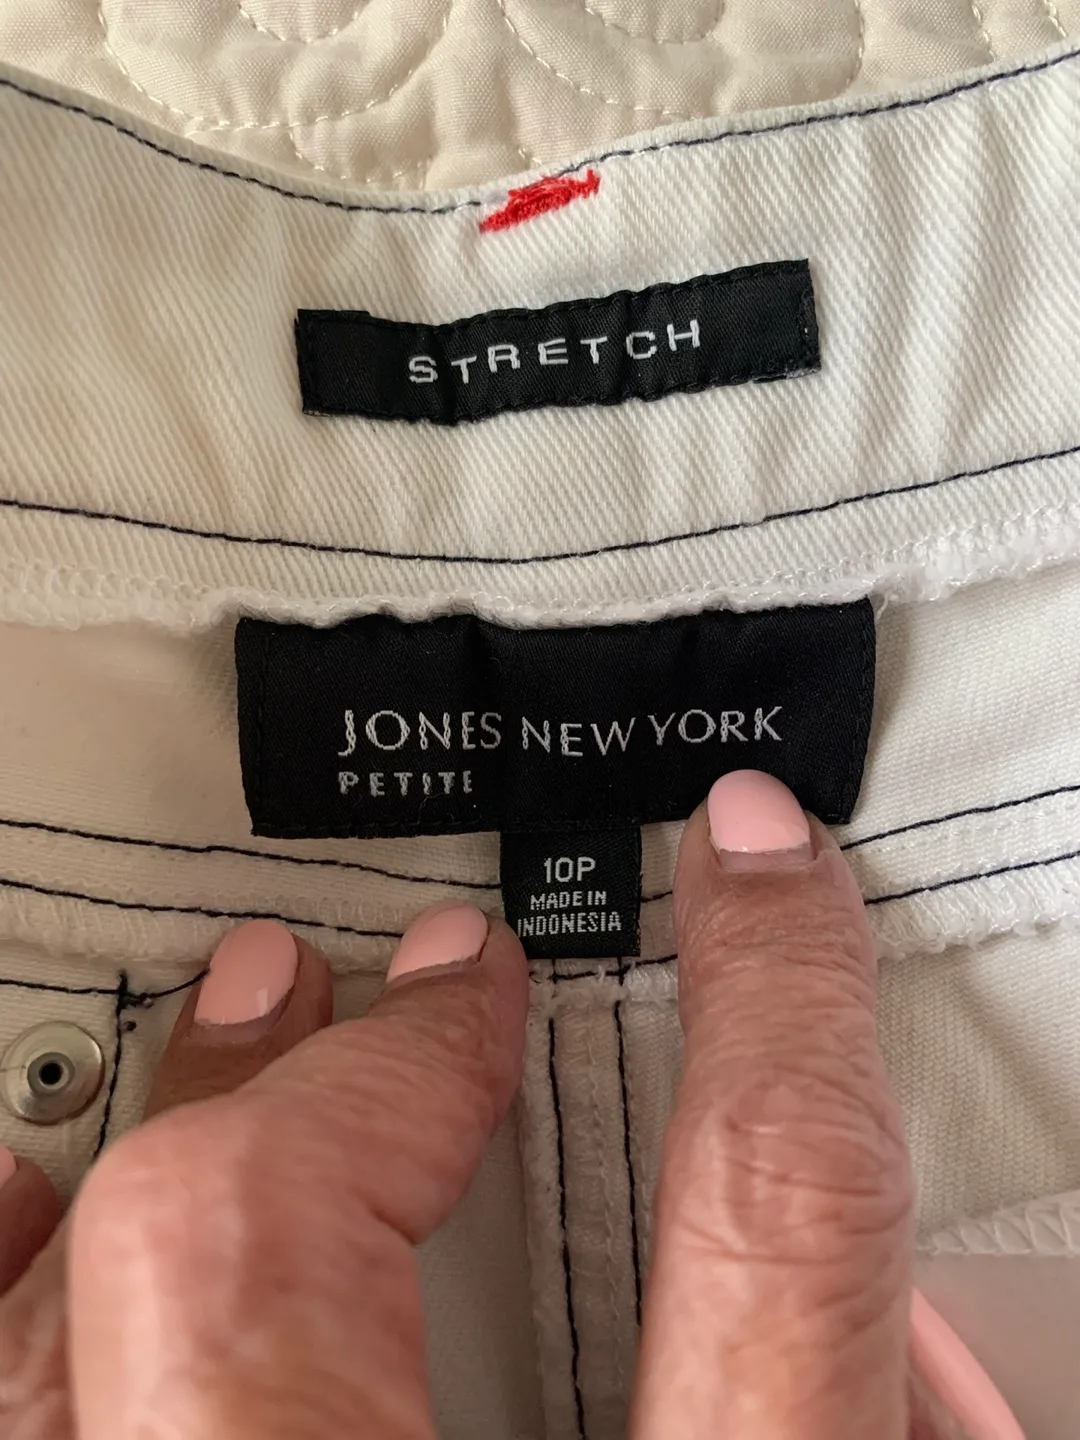 STRETCH
JONES NEW YORK
PETITE
10P
MADE IN
INDONESIA